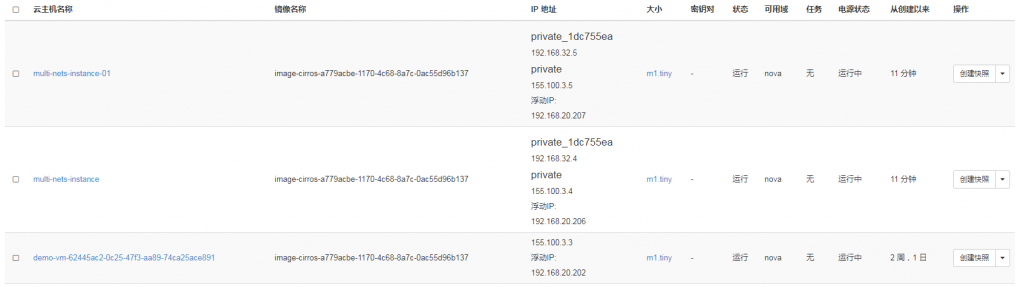 云主机名称 镜像名称 IP 地址 大小 密钥对 状态 可用域 任务 电源状态 从创建以来 操作
multi-nets-instance-01 image-cirros-a779acbe-1170-4c68-8a7c-0ac55d96b137 private_1dc755ea
192.168.32.5
private
155.100.3.5
浮动IP:
192.168.20.207
m1.tiny - 运行 nova 无 运行中 11 分钟 创建快照
multi-nets-instance image-cirros-a779acbe-1170-4c68-8a7c-0ac55d96b137 private_1dc755ea
192.168.32.4
private
155.100.3.4
浮动IP:
192.168.20.206
m1.tiny - 运行 nova 无 运行中 11 分钟 创建快照
demo-vm-62445ac2-0c25-47f3-aa89-74ca25ace891 image-cirros-a779acbe-1170-4c68-8a7c-0ac55d96b137 155.100.3.3
浮动IP:
192.168.20.202
m1.tiny - 运行 nova 无 运行中 2 周，1 日 创建快照